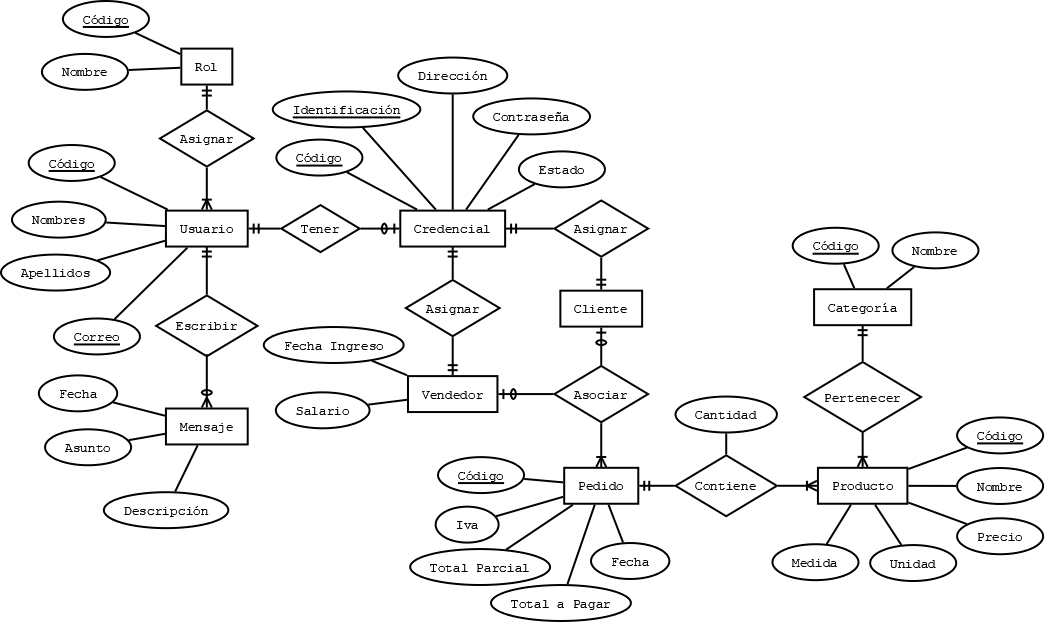 Código
Nombre
Rol
Asignar
Dirección
Identificación
Contraseña
Código
Estado
Código
Nombres
Usuario
Tener
Credencial
Asignar
Apellidos
Código
Nombre
Correo
Escribir
Asignar
Cliente
Categoría
Fecha Ingreso
Salario
Vendedor
Asociar
Pertenecer
Fecha
Mensaje
Asunto
Cantidad
Código
Descripción
Código
Pedido
Contiene
Producto
Nombre
Iva
Precio
Total Parcial
Fecha
Medida
Unidad
Total a Pagar